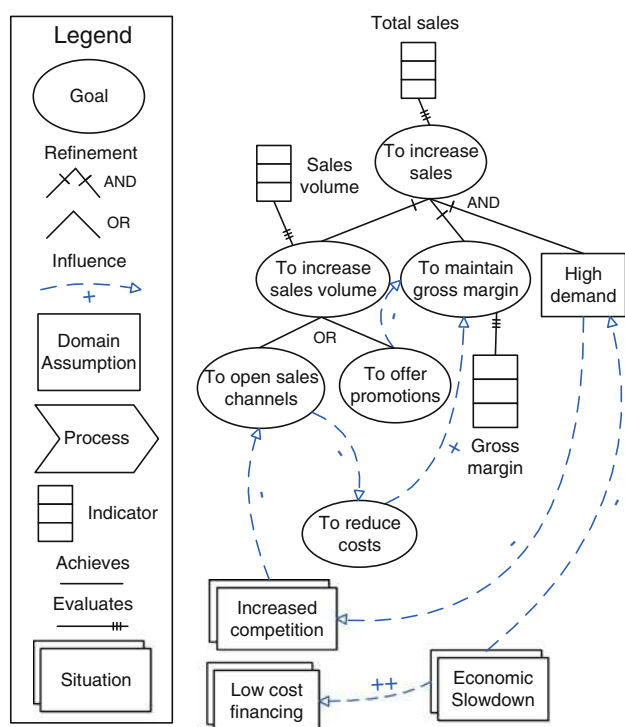 Legend
Goal
Refinement
AND
OR
Influence
+
Domain
Assumption
Process
Indicator
Achieves
Evaluates
Situation
Total sales
To increase
sales
AND
Sales
volume
To increase
sales volume
To maintain
gross margin
High
demand
-
OR
To open sales
channels
To offer
promotions
-
+
Gross
margin
To reduce
costs
-
-
-
Increased
competition
++
Low cost
financing
Economic
Slowdown